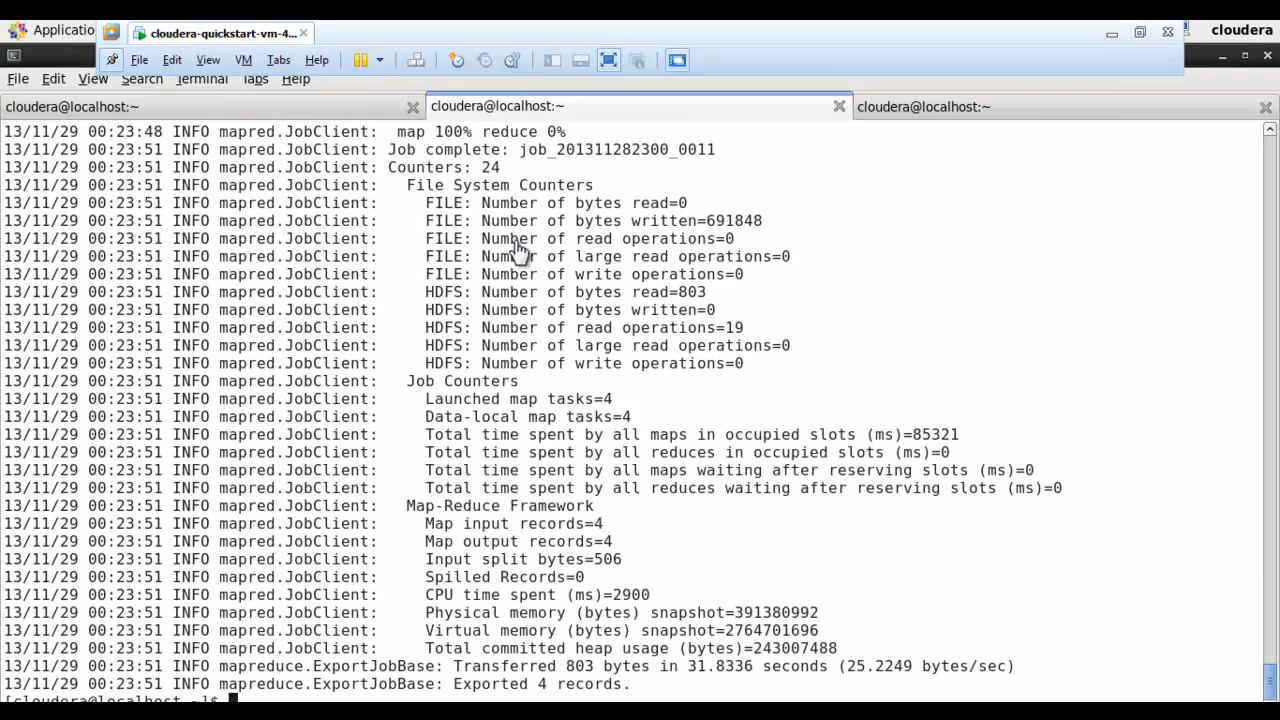 Applicatio
cloudera-quickstart-vm-4...
cloudera
File Edit View VM Tabs Help
File Edit View Search Terminal Tabs Help
cloudera@localhost:~
cloudera@localhost:~
cloudera@localhost:~
13/11/29 00:23:48 INFO mapred.JobClient:  map 100% reduce 0%
13/11/29 00:23:51 INFO mapred.JobClient: Job complete: job_201311282300_0011
13/11/29 00:23:51 INFO mapred.JobClient: Counters: 24
13/11/29 00:23:51 INFO mapred.JobClient:   File System Counters
13/11/29 00:23:51 INFO mapred.JobClient:     FILE: Number of bytes read=0
13/11/29 00:23:51 INFO mapred.JobClient:     FILE: Number of bytes written=691848
13/11/29 00:23:51 INFO mapred.JobClient:     FILE: Number of read operations=0
13/11/29 00:23:51 INFO mapred.JobClient:     FILE: Number of large read operations=0
13/11/29 00:23:51 INFO mapred.JobClient:     FILE: Number of write operations=0
13/11/29 00:23:51 INFO mapred.JobClient:     HDFS: Number of bytes read=803
13/11/29 00:23:51 INFO mapred.JobClient:     HDFS: Number of bytes written=0
13/11/29 00:23:51 INFO mapred.JobClient:     HDFS: Number of read operations=19
13/11/29 00:23:51 INFO mapred.JobClient:     HDFS: Number of large read operations=0
13/11/29 00:23:51 INFO mapred.JobClient:     HDFS: Number of write operations=0
13/11/29 00:23:51 INFO mapred.JobClient:   Job Counters
13/11/29 00:23:51 INFO mapred.JobClient:     Launched map tasks=4
13/11/29 00:23:51 INFO mapred.JobClient:     Data-local map tasks=4
13/11/29 00:23:51 INFO mapred.JobClient:     Total time spent by all maps in occupied slots (ms)=85321
13/11/29 00:23:51 INFO mapred.JobClient:     Total time spent by all reduces in occupied slots (ms)=0
13/11/29 00:23:51 INFO mapred.JobClient:     Total time spent by all maps waiting after reserving slots (ms)=0
13/11/29 00:23:51 INFO mapred.JobClient:     Total time spent by all reduces waiting after reserving slots (ms)=0
13/11/29 00:23:51 INFO mapred.JobClient:   Map-Reduce Framework
13/11/29 00:23:51 INFO mapred.JobClient:     Map input records=4
13/11/29 00:23:51 INFO mapred.JobClient:     Map output records=4
13/11/29 00:23:51 INFO mapred.JobClient:     Input split bytes=506
13/11/29 00:23:51 INFO mapred.JobClient:     Spilled Records=0
13/11/29 00:23:51 INFO mapred.JobClient:     CPU time spent (ms)=2900
13/11/29 00:23:51 INFO mapred.JobClient:     Physical memory (bytes) snapshot=391380992
13/11/29 00:23:51 INFO mapred.JobClient:     Virtual memory (bytes) snapshot=2764701696
13/11/29 00:23:51 INFO mapred.JobClient:     Total committed heap usage (bytes)=243007488
13/11/29 00:23:51 INFO mapreduce.ExportJobBase: Transferred 803 bytes in 31.8336 seconds (25.2249 bytes/sec)
13/11/29 00:23:51 INFO mapreduce.ExportJobBase: Exported 4 records.
[cloudera@localhost ~]$